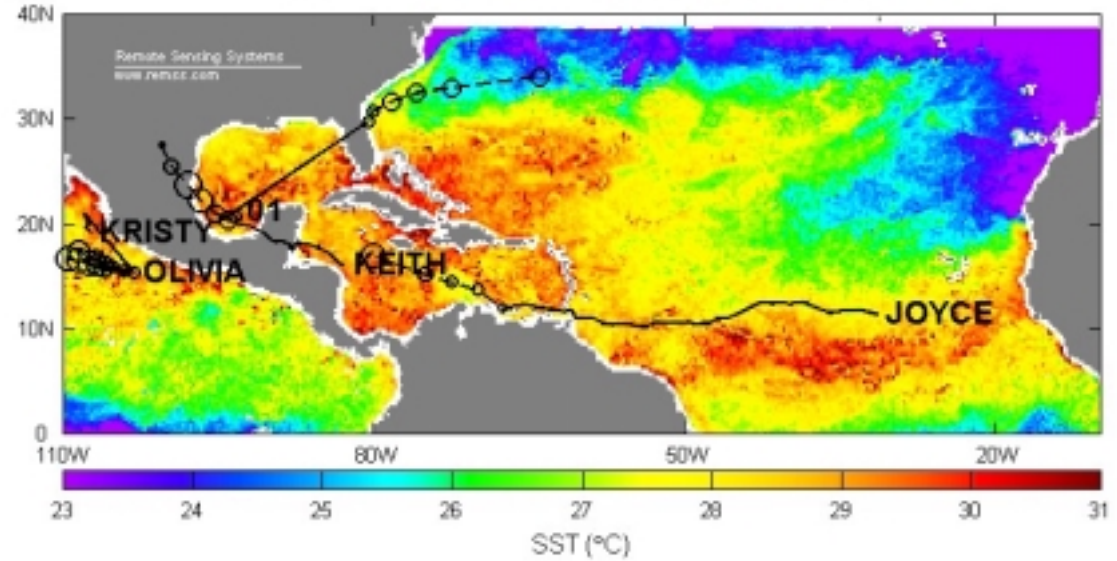 40N
Remote Sensing Systems
www.remss.com
30N
20N
01
KRISTY
KEITH
OLIVIA
JOYCE
10N
0
110W 80W 50W 20W
23 24 25 26 27 28 29 30 31
SST (°C)